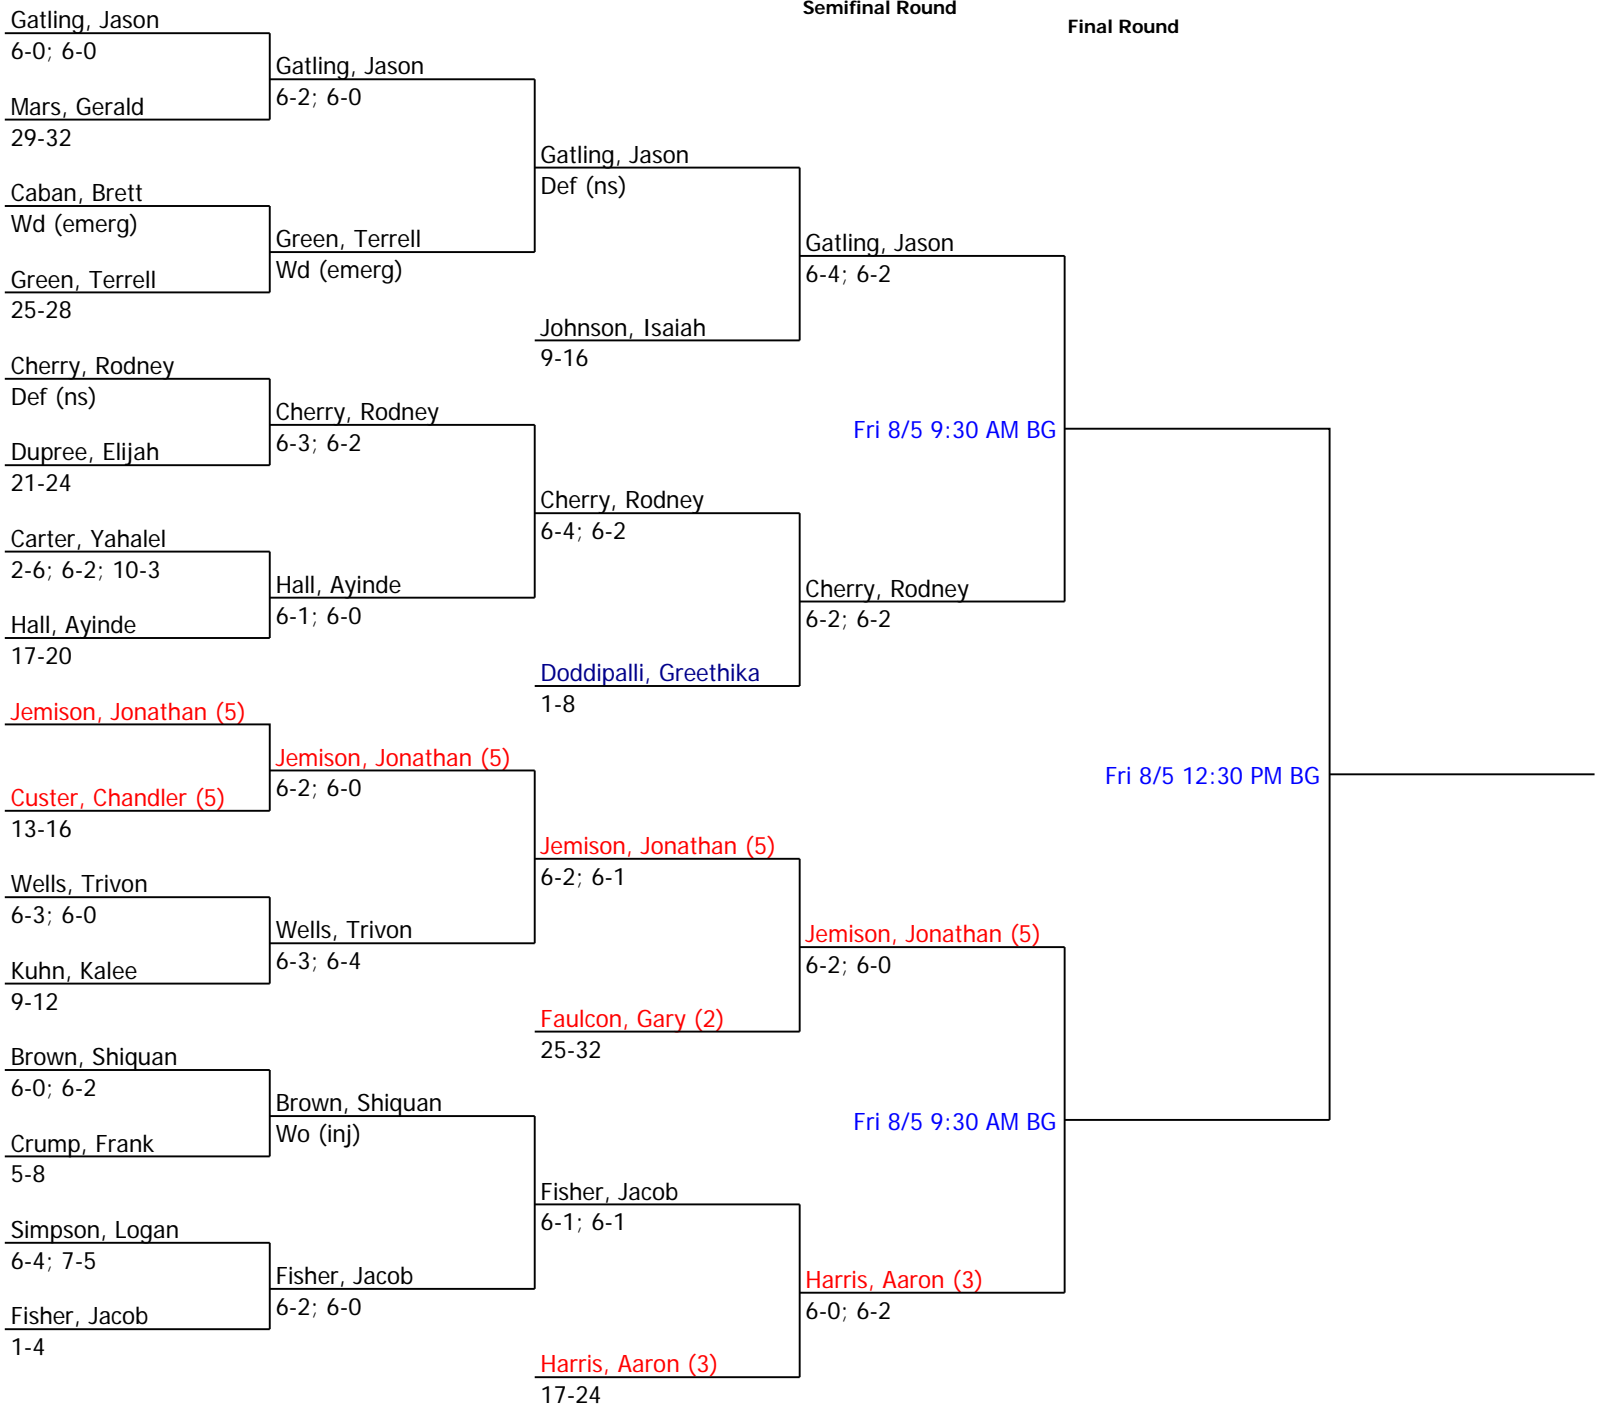 Semifinal Round
Final Round
Gatling, Jason
6-0; 6-0
Mars, Gerald
29-32
Caban, Brett
Wd (emerg)
Green, Terrell
25-28
Cherry, Rodney
Def (ns)
Dupree, Elijah
21-24
Carter, Yahalel
2-6; 6-2; 10-3
Hall, Ayinde
17-20
Jemison, Jonathan (5)
Custer, Chandler (5)
13-16
Wells, Trivon
6-3; 6-0
Kuhn, Kalee
9-12
Brown, Shiquan
6-0; 6-2
Crump, Frank
5-8
Simpson, Logan
6-4; 7-5
Fisher, Jacob
1-4
Gatling, Jason
6-2; 6-0
Green, Terrell
Wd (emerg)
Cherry, Rodney
6-3; 6-2
Hall, Ayinde
6-1; 6-0
Jemison, Jonathan (5)
6-2; 6-0
Wells, Trivon
6-3; 6-4
Brown, Shiquan
Wo (inj)
Fisher, Jacob
6-2; 6-0
Gatling, Jason
Def (ns)
Johnson, Isaiah
9-16
Cherry, Rodney
6-4; 6-2
Doddipalli, Greethika
1-8
Jemison, Jonathan (5)
6-2; 6-1
Faulcon, Gary (2)
25-32
Fisher, Jacob
6-1; 6-1
Harris, Aaron (3)
17-24
Gatling, Jason
6-4; 6-2
Cherry, Rodney
6-2; 6-2
Jemison, Jonathan (5)
6-2; 6-0
Harris, Aaron (3)
6-0; 6-2
Fri 8/5 9:30 AM BG
Fri 8/5 9:30 AM BG
Fri 8/5 12:30 PM BG